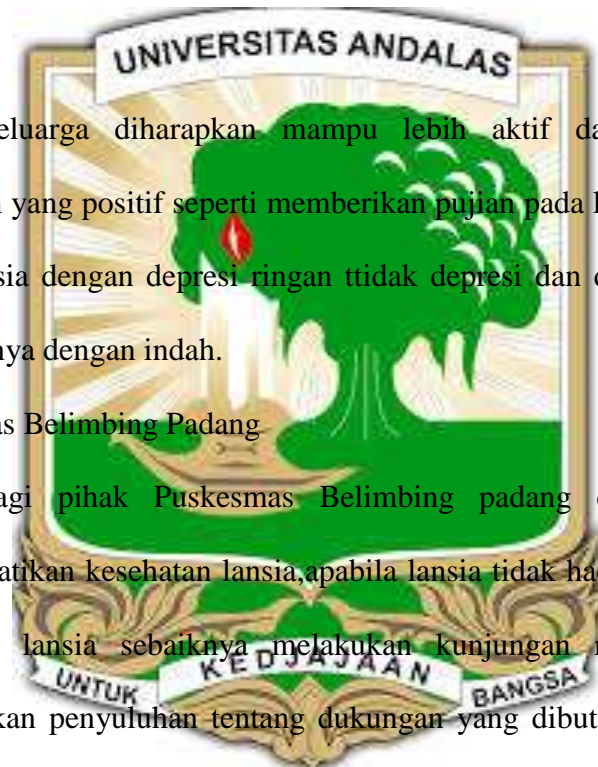 UNIVERSITAS ANDALAS
eluarga diharapkan mampu lebih aktif da
yang positif seperti memberikan pujian pada
sia dengan depresi ringan ttidak depresi dan
nya dengan indah.
as Belimbing Padang
agi pihak Puskesmas Belimbing padang
atikan kesehatan lansia,apabila lansia tidak ha
lansia sebaiknya melakukan kunjungan
UNTUK KEDJAJAAN BANGSA
kan penyuluhan tentang dukungan yang dibut